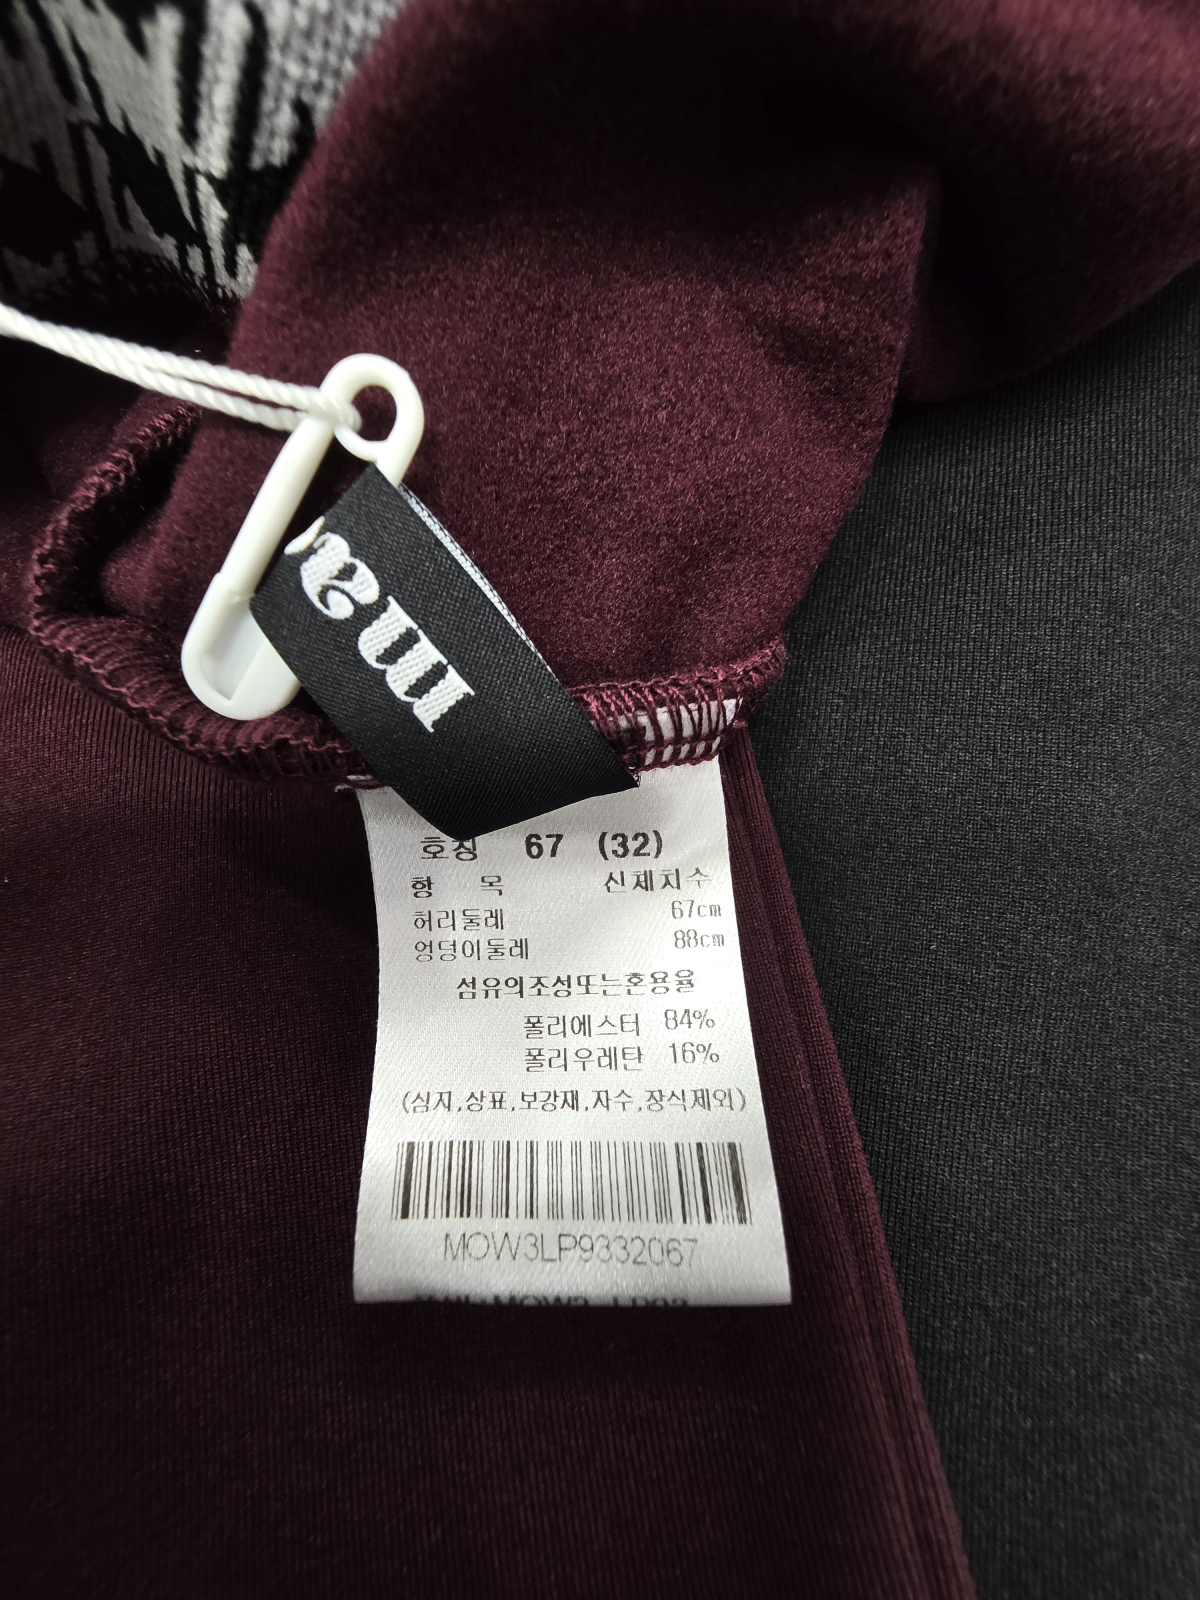 호칭 67 (32)
항 목 신체치수
허리둘레 67cm
엉덩이둘레 88cm
섬유의조성또는혼용율
폴리에스터 84%
폴리우레탄 16%
(심지,상표,보강재,자수,장식제외)
MOW3LP9332067